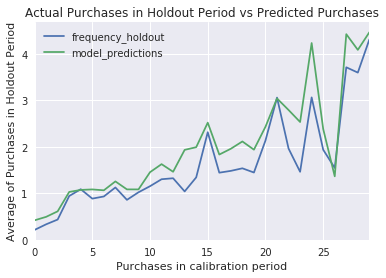 Actual Purchases in Holdout Period vs Predicted Purchases
frequency_holdout
model_predictions
Average of Purchases in Holdout Period
4
3
2
1
0
0 5 10 15 20 25
Purchases in calibration period